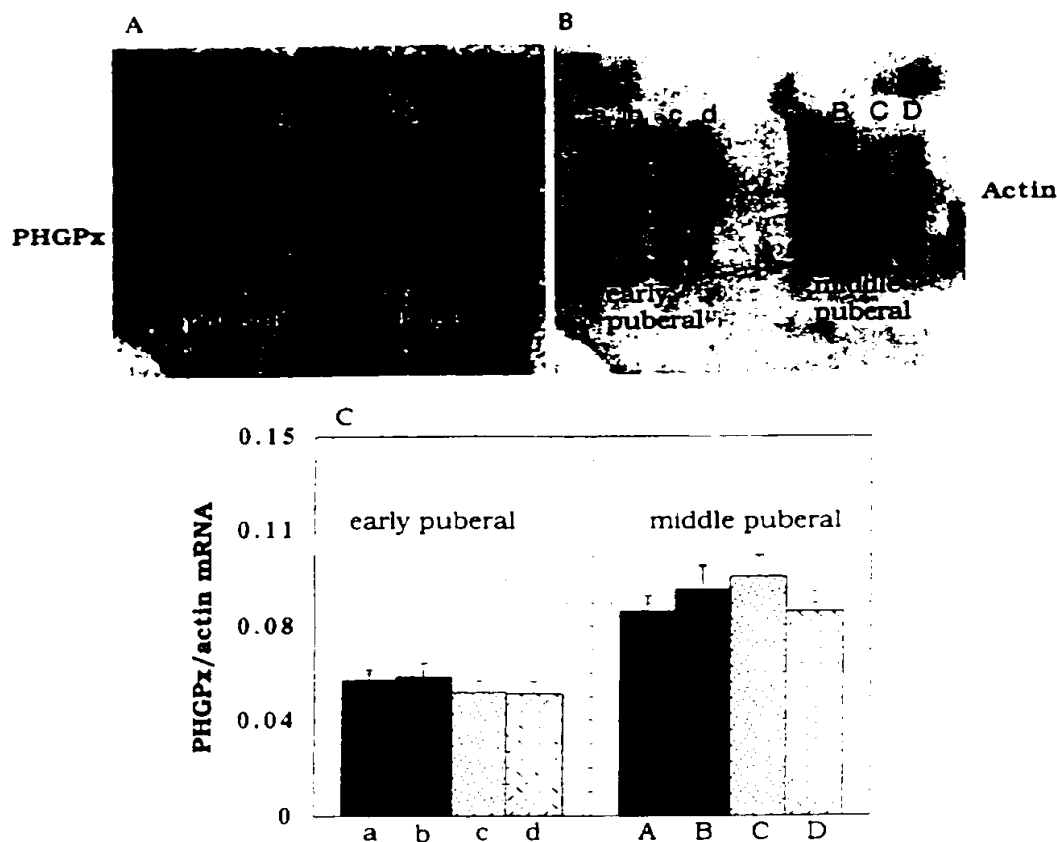 A
B
a b c d
B C D
PHGPx
Actin
early
puberal
middle
puberal
C
0.15
0.11
0.08
0.04
0
PHGPx/actin mRNA
early puberal
middle puberal
a b c d
A B C D